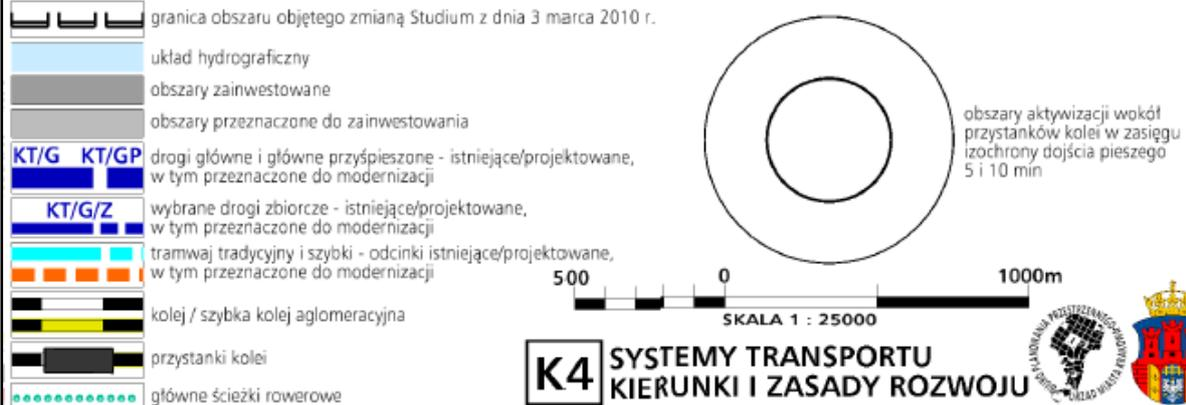 granica obszaru objętego zmianą Studium z dnia 3 marca 2010 r.
układ hydrograficzny
obszary zainwestowane
obszary przeznaczone do zainwestowania
KT/G KT/GP
drogi główne i główne przyśpieszone - istniejące/projektowane,
w tym przeznaczone do modernizacji
KT/G/Z
wybrane drogi zbiorcze - istniejące/projektowane,
w tym przeznaczone do modernizacji
tramwaj tradycyjny i szybki - odcinki istniejące/projektowane,
w tym przeznaczone do modernizacji
kolej / szybka kolej aglomeracyjna
przystanki kolei
główne ścieżki rowerowe
obszary aktywizacji wokół
przystanków kolei w zasięgu
izochrony dojścia pieszego
5 i 10 min
500 0 1000m
SKALA 1 : 25000
K4
SYSTEMY TRANSPORTU
KIERUNKI I ZASADY ROZWOJU